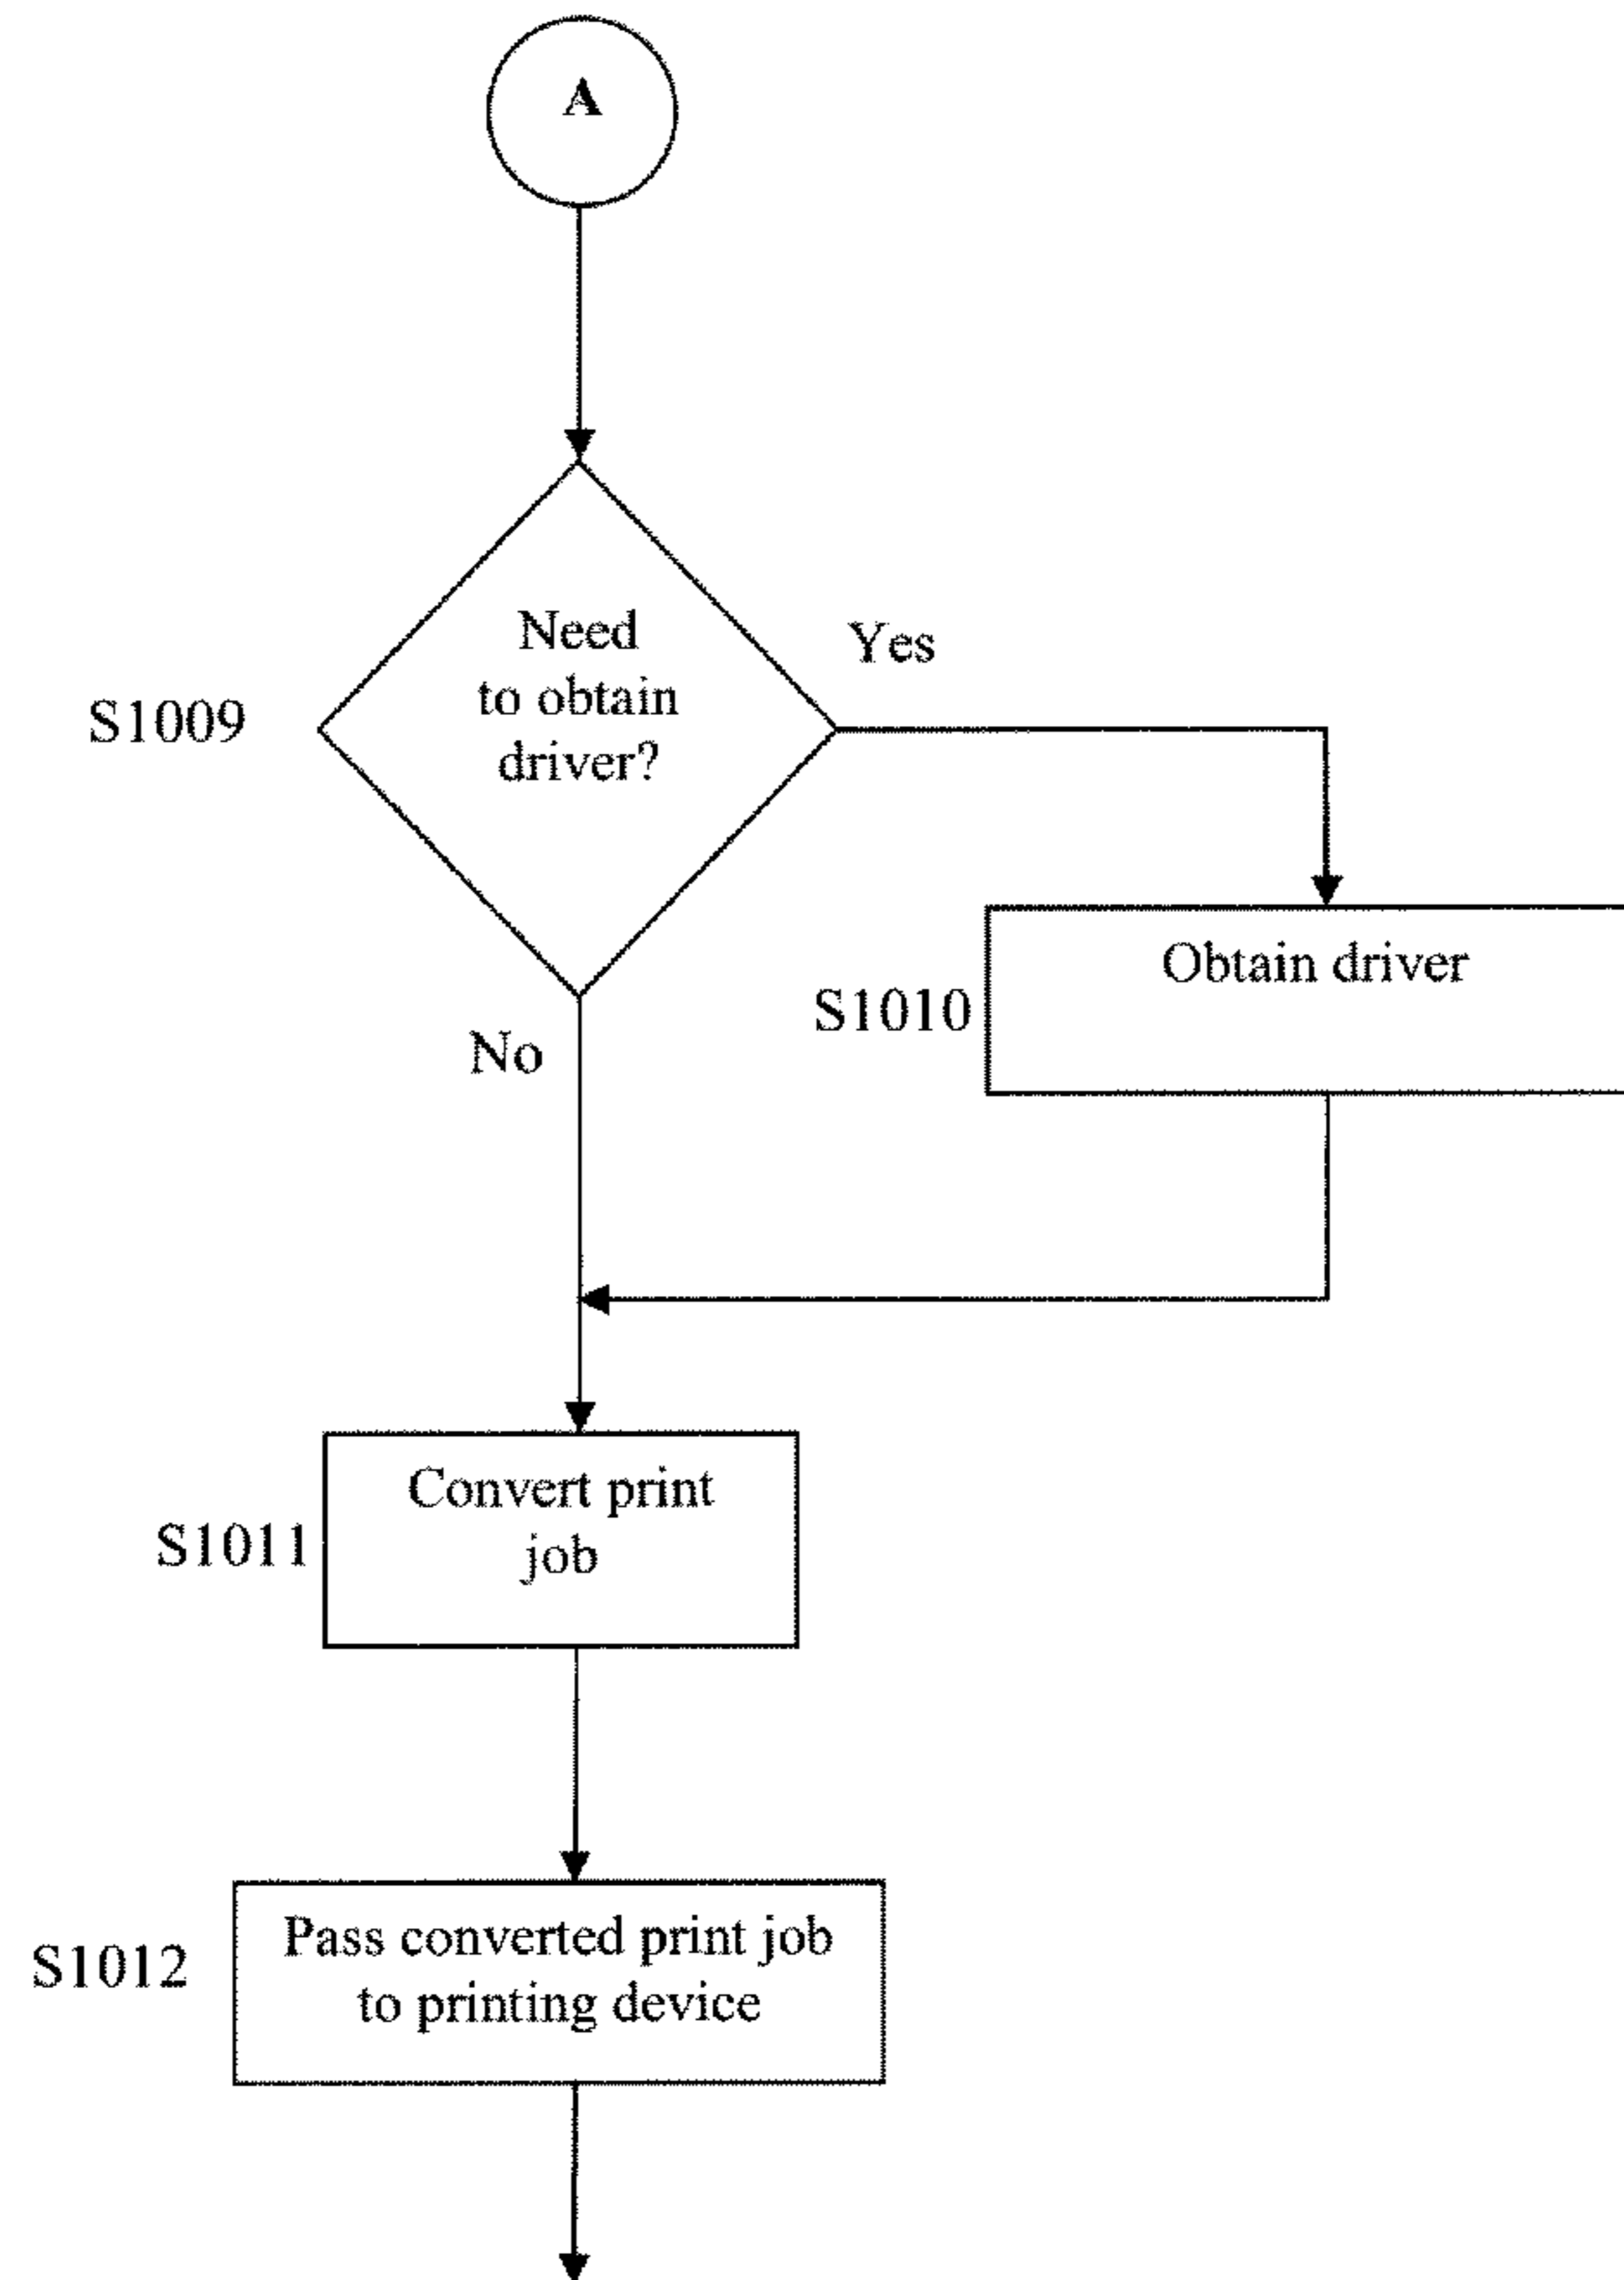 A
Need
to obtain
driver?
Yes
S1009
Obtain driver
S1010
No
Convert print
job
S1011
Pass converted print job
to printing device
S1012